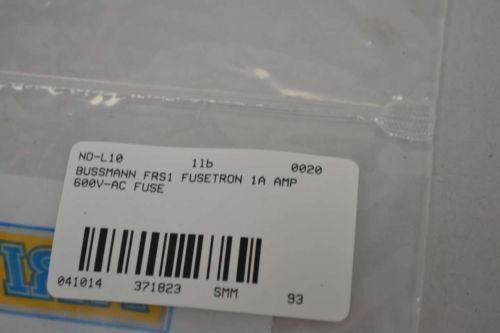 NO-L10 1lb 0020
BUSSMANN FRS1 FUSETRON 1A AMP
600V-AC FUSE
041014 371823 SMM 93